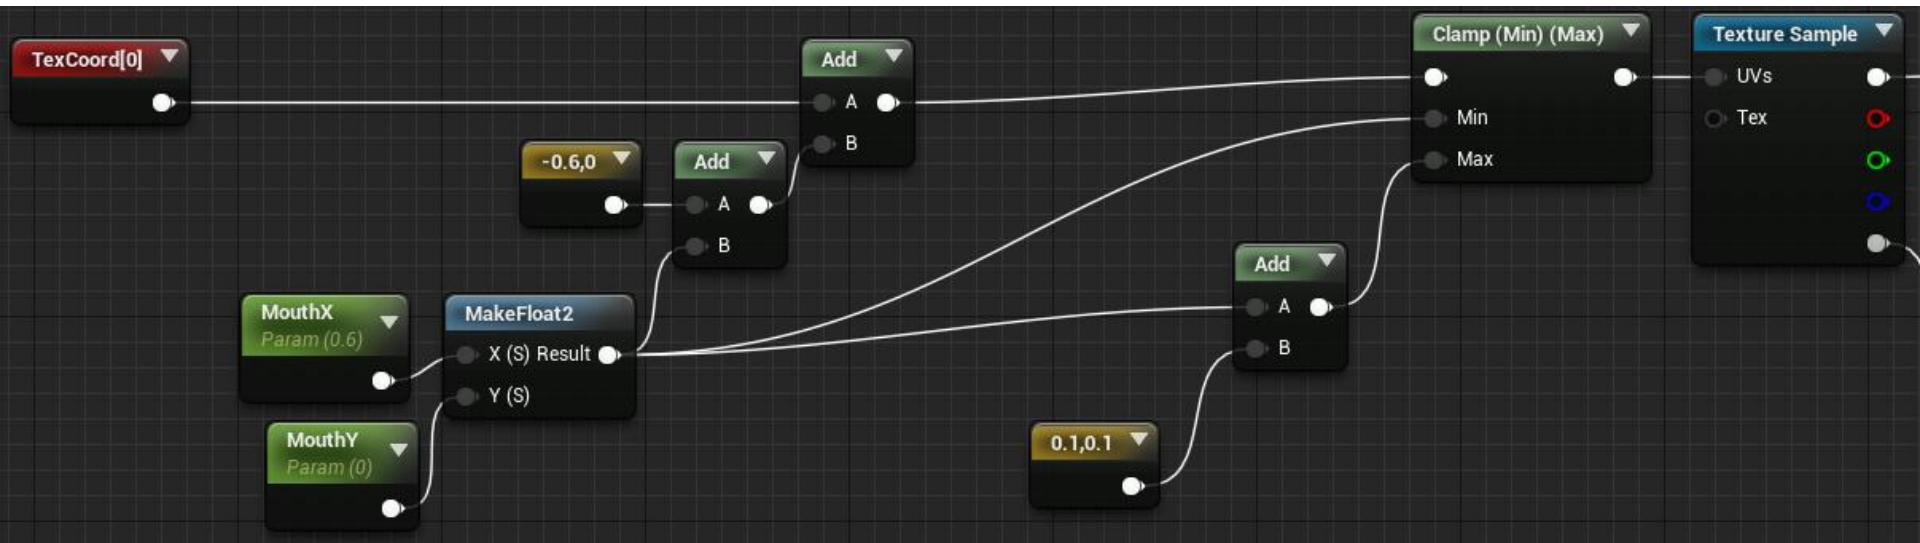 TexCoord[0]
-0.6,0
Add
A
B
Add
A
B
MouthX
Param (0.6)
MouthY
Param (0)
MakeFloat2
X (S) Result
Y (S)
0.1,0.1
Add
A
B
Clamp (Min) (Max)
Min
Max
Texture Sample
UVs
Tex